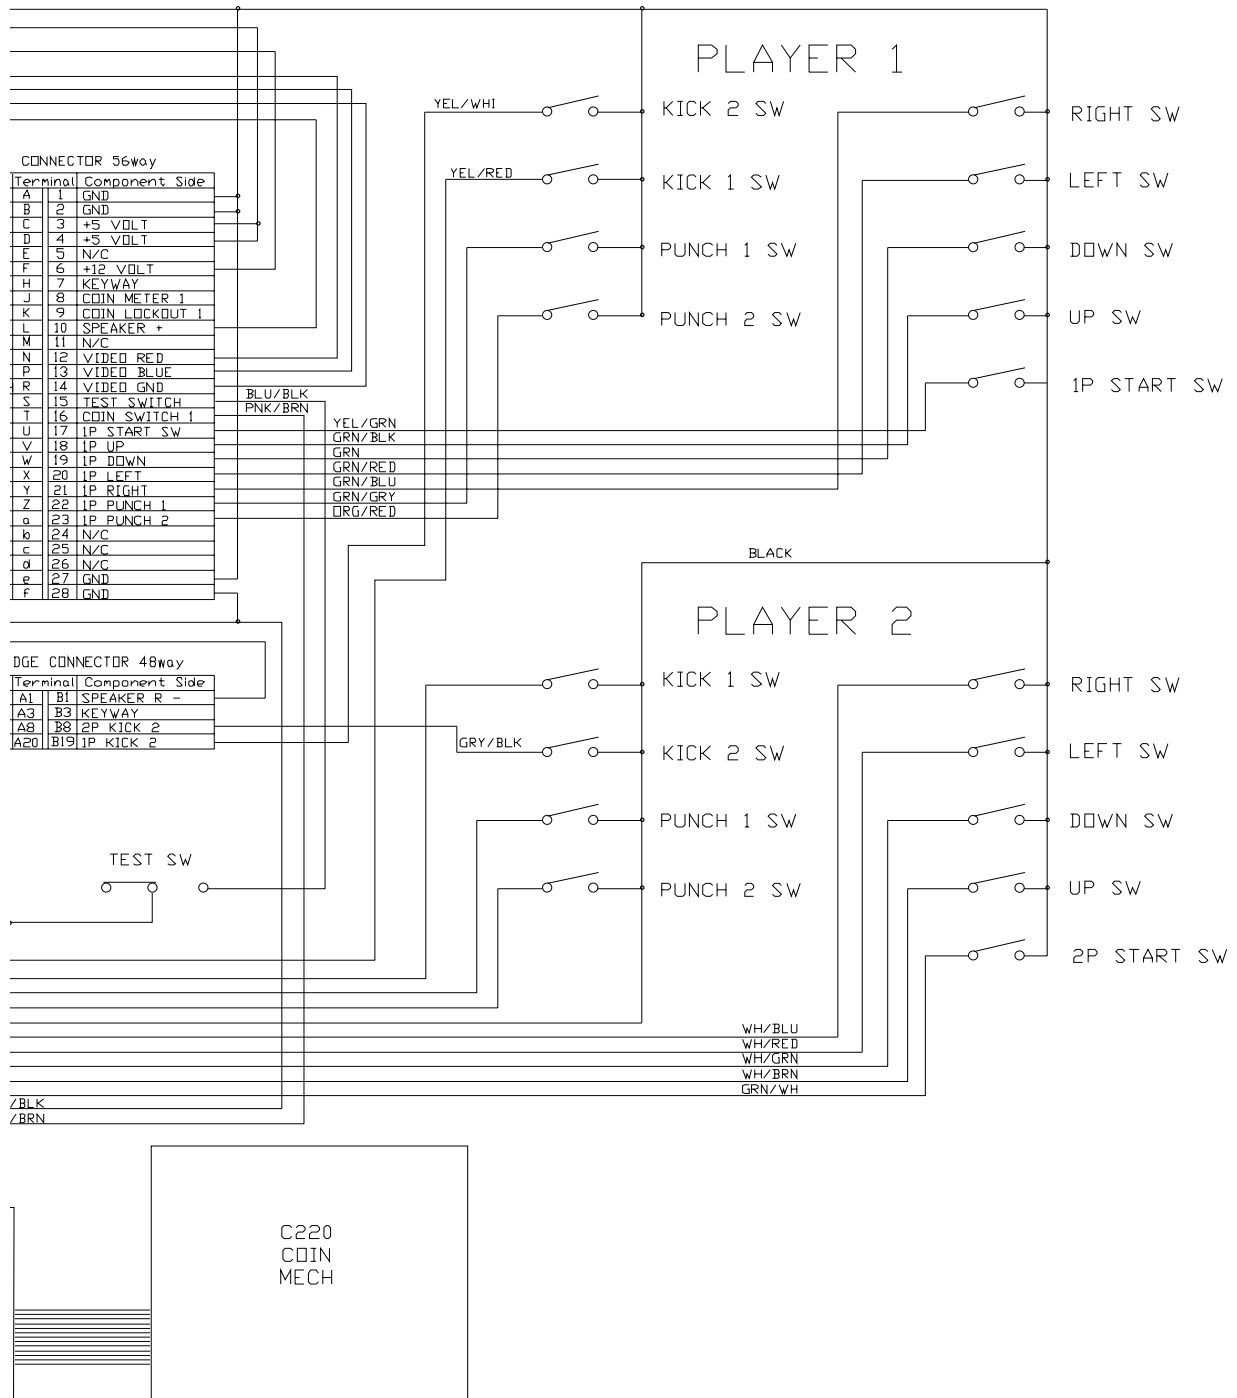 PLAYER 1
YEL/WHI
KICK 2 SW
RIGHT SW
CONNECTOR 56way
YEL/RED
KICK 1 SW
LEFT SW
Terminal Component Side
A 1 GND
B 2 GND
C 3 +5 VOLT
D 4 +5 VOLT
E 5 N/C
F 6 +12 VOLT
H 7 KEYWAY
J 8 COIN METER 1
K 9 COIN LOCKOUT 1
L 10 SPEAKER +
M 11 N/C
N 12 VIDEO RED
P 13 VIDEO BLUE
R 14 VIDEO GND
S 15 TEST SWITCH
T 16 COIN SWITCH 1
U 17 1P START SW
V 18 1P UP
W 19 1P DOWN
X 20 1P LEFT
Y 21 1P RIGHT
Z 22 1P PUNCH 1
a 23 1P PUNCH 2
b 24 N/C
c 25 N/C
d 26 N/C
e 27 GND
f 28 GND
PUNCH 1 SW
DOWN SW
PUNCH 2 SW
UP SW
1P START SW
BLU/BLK
PNK/BRN
YEL/GRN
GRN/BLK
GRN
GRN/RED
GRN/BLU
GRN/GRY
ORG/RED
BLACK
PLAYER 2
DGE CONNECTOR 48way
Terminal Component Side
A1 B1 SPEAKER R -
A3 B3 KEYWAY
A8 B8 2P KICK 2
A20 B19 1P KICK 2
KICK 1 SW
RIGHT SW
GRY/BLK
KICK 2 SW
LEFT SW
PUNCH 1 SW
DOWN SW
TEST SW
PUNCH 2 SW
UP SW
2P START SW
WH/BLU
WH/RED
WH/GRN
WH/BRN
GRN/WH
/BLK
/BRN
C220
COIN
MECH